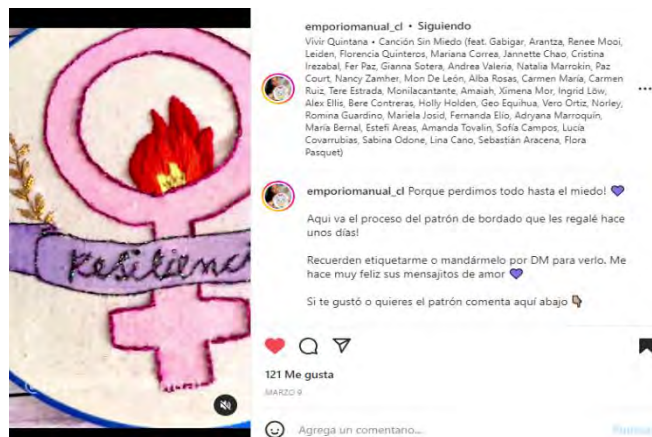 Resilienc
emporiomanual_cl • Siguiendo
Vivir Quintana • Canción Sin Miedo (feat. Gabigar, Arantza, Renee Mooi,
Leiden, Florencia Quinteros, Mariana Correa, Jannette Chao, Cristina
Irezabal, Fer Paz, Gianna Sotera, Andrea Valeria, Natalia Marrokin, Paz
Court, Nancy Zamher, Mon De León, Alba Rosas, Carmen María, Carmen
Ruiz, Tere Estrada, Monilacantante, Amaiah, Ximena Mor, Ingrid Löw,
Alex Ellis, Bere Contreras, Holly Holden, Geo Equihua, Vero Ortiz, Norley,
Romina Guardino, Mariela Josid, Fernanda Elío, Adryana Marroquín,
María Bernal, Estefi Areas, Amanda Tovalin, Sofía Campos, Lucía
Covarrubias, Sabina Odone, Lina Cano, Sebastián Aracena, Flora
Pasquet)
emporiomanual_cl Porque perdimos todo hasta el miedo! 💜
Aqui va el proceso del patrón de bordado que les regalé hace
unos días!
Recuerden etiquetarme o mandármelo por DM para verlo. Me
hace muy feliz sus mensajitos de amor 💜
Si te gustó o quieres el patrón comenta aquí abajo 👇🏽
121 Me gusta
MARZO 9
Agrega un comentario...